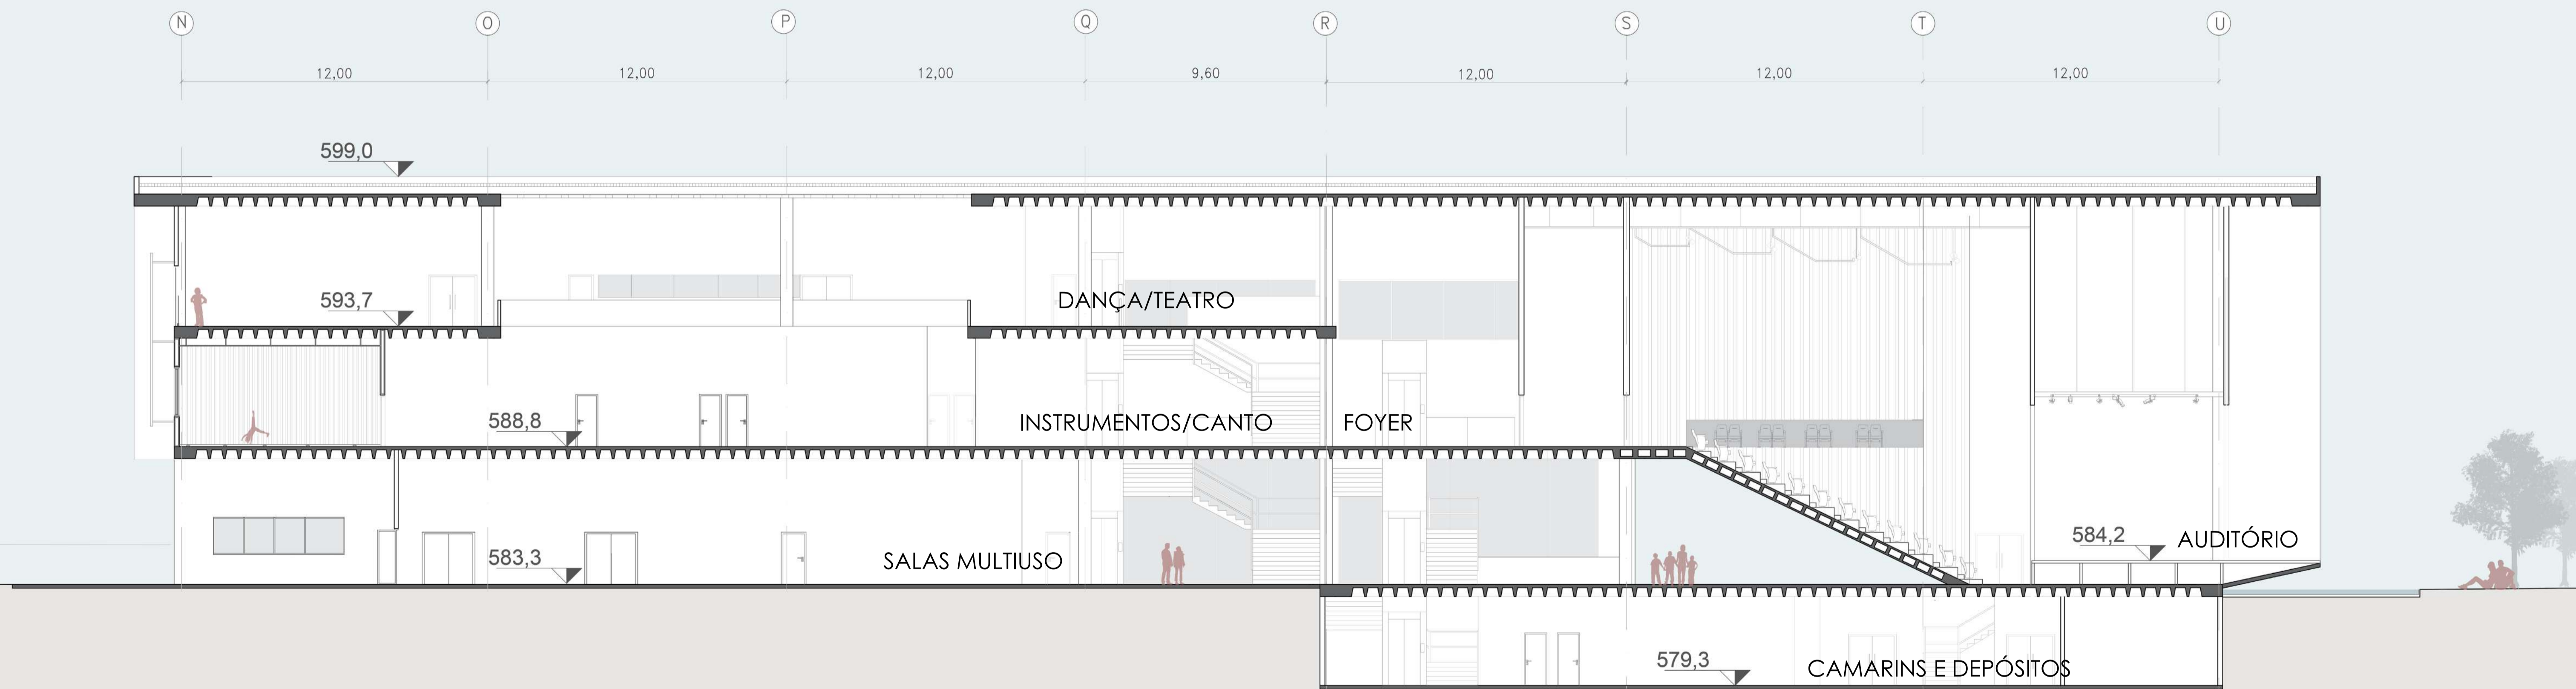 N O P Q R S T U
12,00 12,00 12,00 9,60 12,00 12,00 12,00
599,0
593,7
DANÇA/TEATRO
588,8
INSTRUMENTOS/CANTO
FOYER
583,3
SALAS MULTIUSO
584,2
AUDITÓRIO
579,3
CAMARINS E DEPÓSITOS